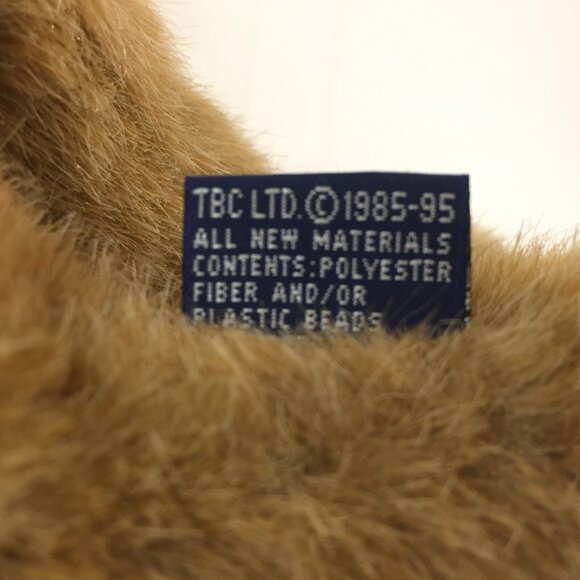 TBC LTD.©1985-95
ALL NEW MATERIALS
CONTENTS:POLYESTER
FIBER AND/OR
PLASTIC BEADS